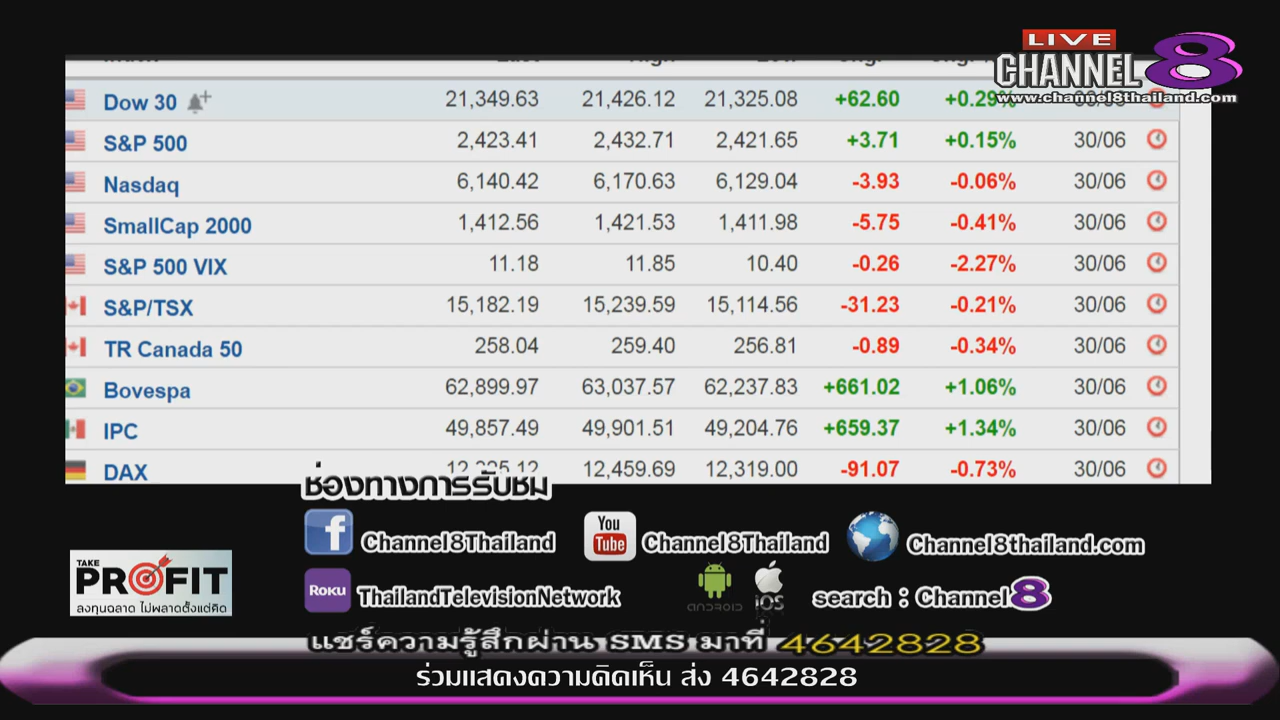 LIVE
CHANNEL 8
www.channel8thailand.com
Dow 30 21,349.63 21,426.12 21,325.08 +62.60 +0.29%
S&P 500 2,423.41 2,432.71 2,421.65 +3.71 +0.15% 30/06
Nasdaq 6,140.42 6,170.63 6,129.04 -3.93 -0.06% 30/06
SmallCap 2000 1,412.56 1,421.53 1,411.98 -5.75 -0.41% 30/06
S&P 500 VIX 11.18 11.85 10.40 -0.26 -2.27% 30/06
S&P/TSX 15,182.19 15,239.59 15,114.56 -31.23 -0.21% 30/06
TR Canada 50 258.04 259.40 256.81 -0.89 -0.34% 30/06
Bovespa 62,899.97 63,037.57 62,237.83 +661.02 +1.06% 30/06
IPC 49,857.49 49,901.51 49,204.76 +659.37 +1.34% 30/06
DAX 12,459.69 12,319.00 -91.07 -0.73% 30/06
ช่องทางการรับชม
f Channel8Thailand You Tube Channel8Thailand Channel8thailand.com
TAKE
PROFIT
ลงทุนฉลาด ไม่พลาดตั้งแต่คิด
ROKU ThailandTelevisionNetwork ANDROID iOS search : Channel 8
แชร์ความรู้สึกผ่าน SMS มาที่ 4642828
ร่วมแสดงความคิดเห็น ส่ง 4642828